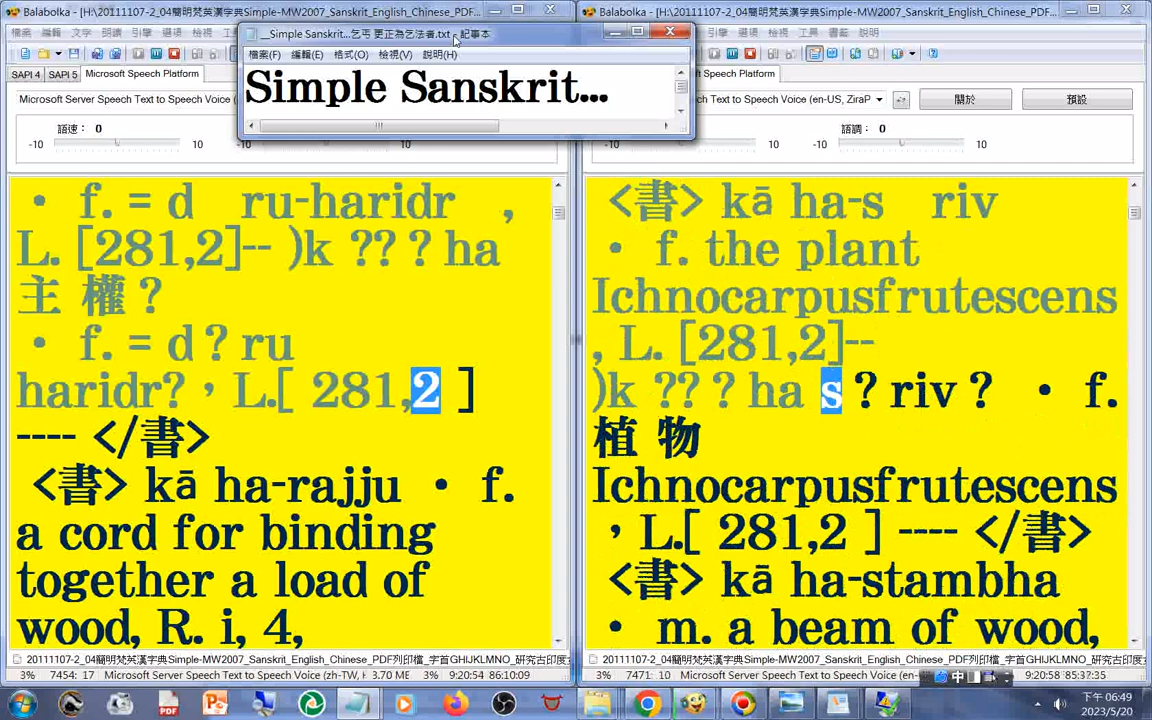 Balabolka - [H:\20111107-2_04簡明梵英漢字典Simple-MW2007_Sanskrit_English_Chinese_PDF...
Balabolka - [H:\20111107-2_04簡明梵英漢字典Simple-MW2007_Sanskrit_English_Chinese_PDF...
__Simple Sanskrit...乞丐 更正為乞法者.txt - 記事本
檔案(F) 編輯(E) 格式(O) 檢視(V) 說明(H)
Simple Sanskrit...
SAPI 4 SAPI 5 Microsoft Speech Platform
Microsoft Server Speech Text to Speech Voice
Speech Platform
Microsoft Server Speech Text to Speech Voice (en-US, ZiraP
關於 預設
語速： 0
-10 10
-10 10
語調： 0
-10 10
• f. = d ru-haridr ,
L. [281,2]-- )k ??？ha
主 權？
• f. = d？ru
haridr?，L.[ 281,2 ]
---- </書>
<書> kā ha-rajju • f.
a cord for binding
together a load of
wood, R. i, 4,
<書> kā ha-s riv
• f. the plant
Ichnocarpusfrutescens
, L. [281,2]--
)k ??？ha s？riv？ • f.
植 物
Ichnocarpusfrutescens
，L.[ 281,2 ] ---- </書>
<書> kā ha-stambha
• m. a beam of wood,
20111107-2_04簡明梵英漢字典Simple-MW2007_Sanskrit_English_Chinese_PDF列印檔_字首GHIJKLMNO_研究古印度
3% 7454: 17 Microsoft Server Speech Text to Speech Voice (zh-TW, 3.70 ME 3% 9:20:54 86:10:09
20111107-2_04簡明梵英漢字典Simple-MW2007_Sanskrit_English_Chinese_PDF列印檔_字首GHIJKLMNO_研究古印度
3% 7471: 10 Microsoft Server Speech Text to Speech Voice
中
下午 06:49
2023/5/20